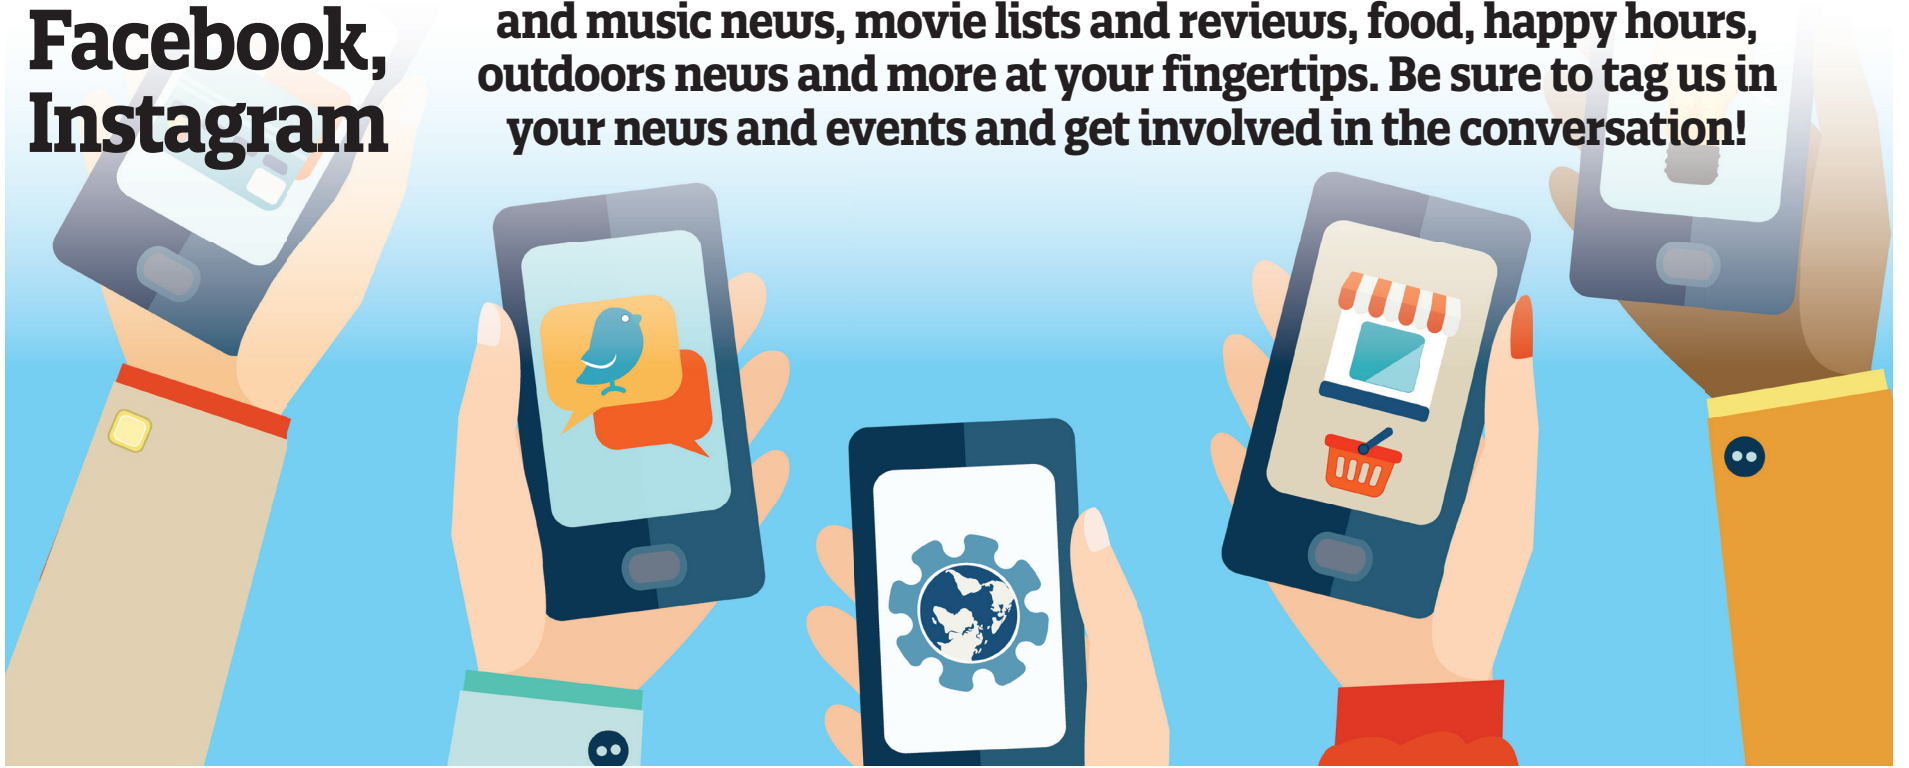 Facebook,
Instagram
and music news, movie lists and reviews, food, happy hours,
outdoors news and more at your fingertips. Be sure to tag us in
your news and events and get involved in the conversation!